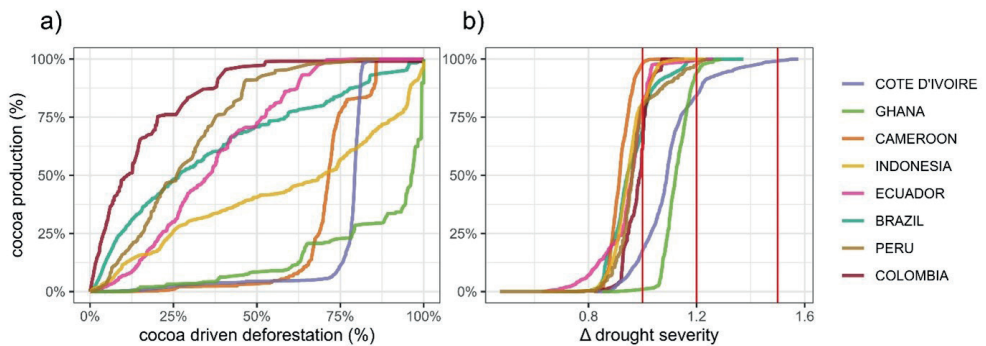 a)
b)
cocoa production (%)
100%
75%
50%
25%
0%
0% 25% 50% 75% 100%
cocoa driven deforestation (%)
100%
75%
50%
25%
0%
0.8 1.2 1.6
Δ drought severity
COTE D'IVOIRE
GHANA
CAMEROON
INDONESIA
ECUADOR
BRAZIL
PERU
COLOMBIA